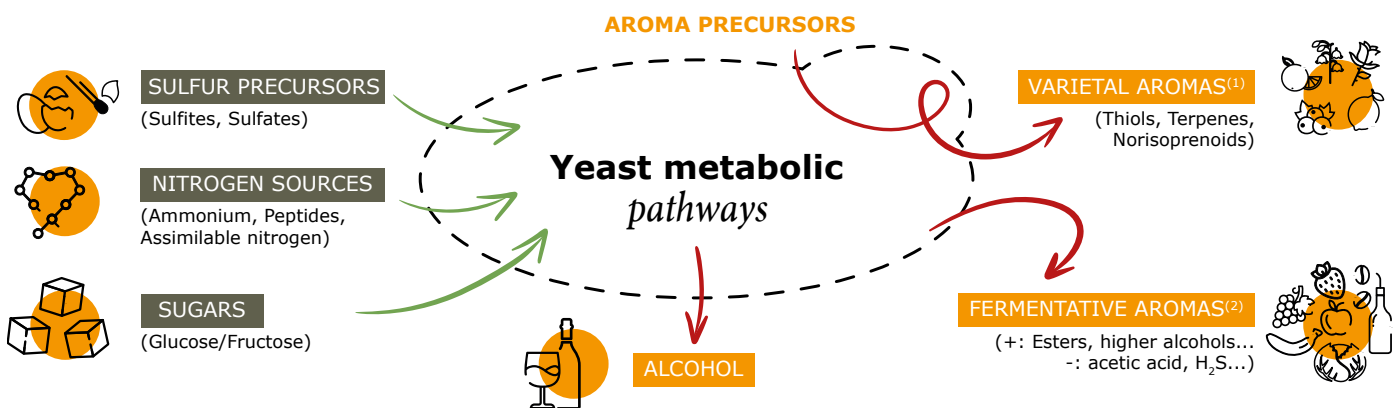 AROMA PRECURSORS
SULFUR PRECURSORS
(Sulfites, Sulfates)
NITROGEN SOURCES
(Ammonium, Peptides,
Assimilable nitrogen)
SUGARS
(Glucose/Fructose)
Yeast metabolic
pathways
ALCOHOL
VARIETAL AROMAS⁽¹⁾
(Thiols, Terpenes,
Norisoprenoids)
FERMENTATIVE AROMAS⁽²⁾
(+: Esters, higher alcohols...
-: acetic acid, H₂S...)